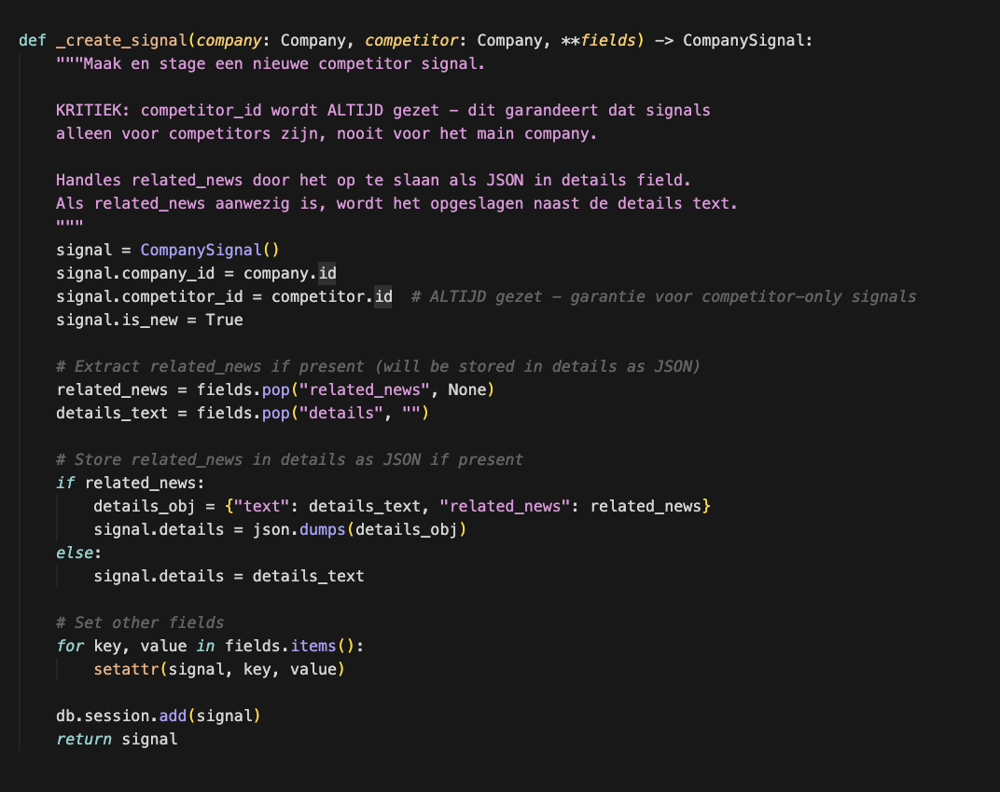 def _create_signal(company: Company, competitor: Company, **fields) -> CompanySignal:
    """Maak en stage een nieuwe competitor signal.
    KRITIEK: competitor_id wordt ALTIJD gezet - dit garandeert dat signals
    alleen voor competitors zijn, nooit voor het main company.
    Handles related_news door het op te slaan als JSON in details field.
    Als related_news aanwezig is, wordt het opgeslagen naast de details text.
    """
    signal = CompanySignal()
    signal.company_id = company.id
    signal.competitor_id = competitor.id  # ALTIJD gezet - garantie voor competitor-only signals
    signal.is_new = True
    # Extract related_news if present (will be stored in details as JSON)
    related_news = fields.pop("related_news", None)
    details_text = fields.pop("details", "")
    # Store related_news in details as JSON if present
    if related_news:
        details_obj = {"text": details_text, "related_news": related_news}
        signal.details = json.dumps(details_obj)
    else:
        signal.details = details_text
    # Set other fields
    for key, value in fields.items():
        setattr(signal, key, value)
    db.session.add(signal)
    return signal